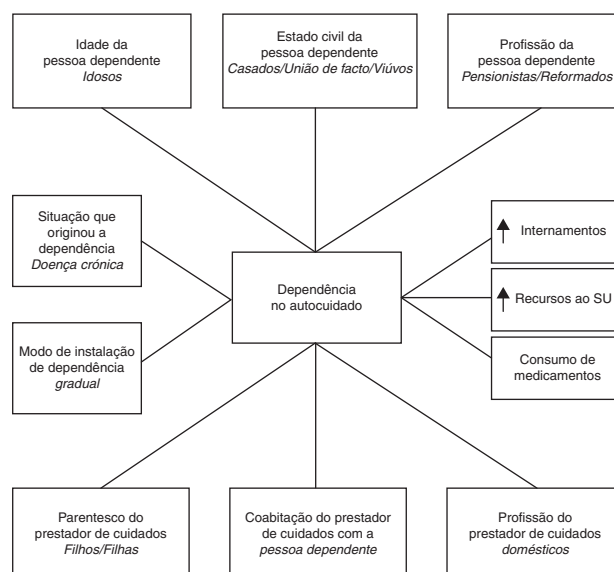 Idade da
pessoa dependente
Idosos
Estado civil da
pessoa dependente
Casados/União de facto/Viúvos
Profissão da
pessoa dependente
Pensionistas/Reformados
Situação que
originou a
dependência
Doença crónica
Modo de instalação
de dependência
gradual
Dependência
no autocuidado
Internamentos
Recursos ao SU
Consumo de
medicamentos
Parentesco do
prestador de cuidados
Filhos/Filhas
Coabitação do prestador
de cuidados com a
pessoa dependente
Profissão do
prestador de cuidados
domésticos